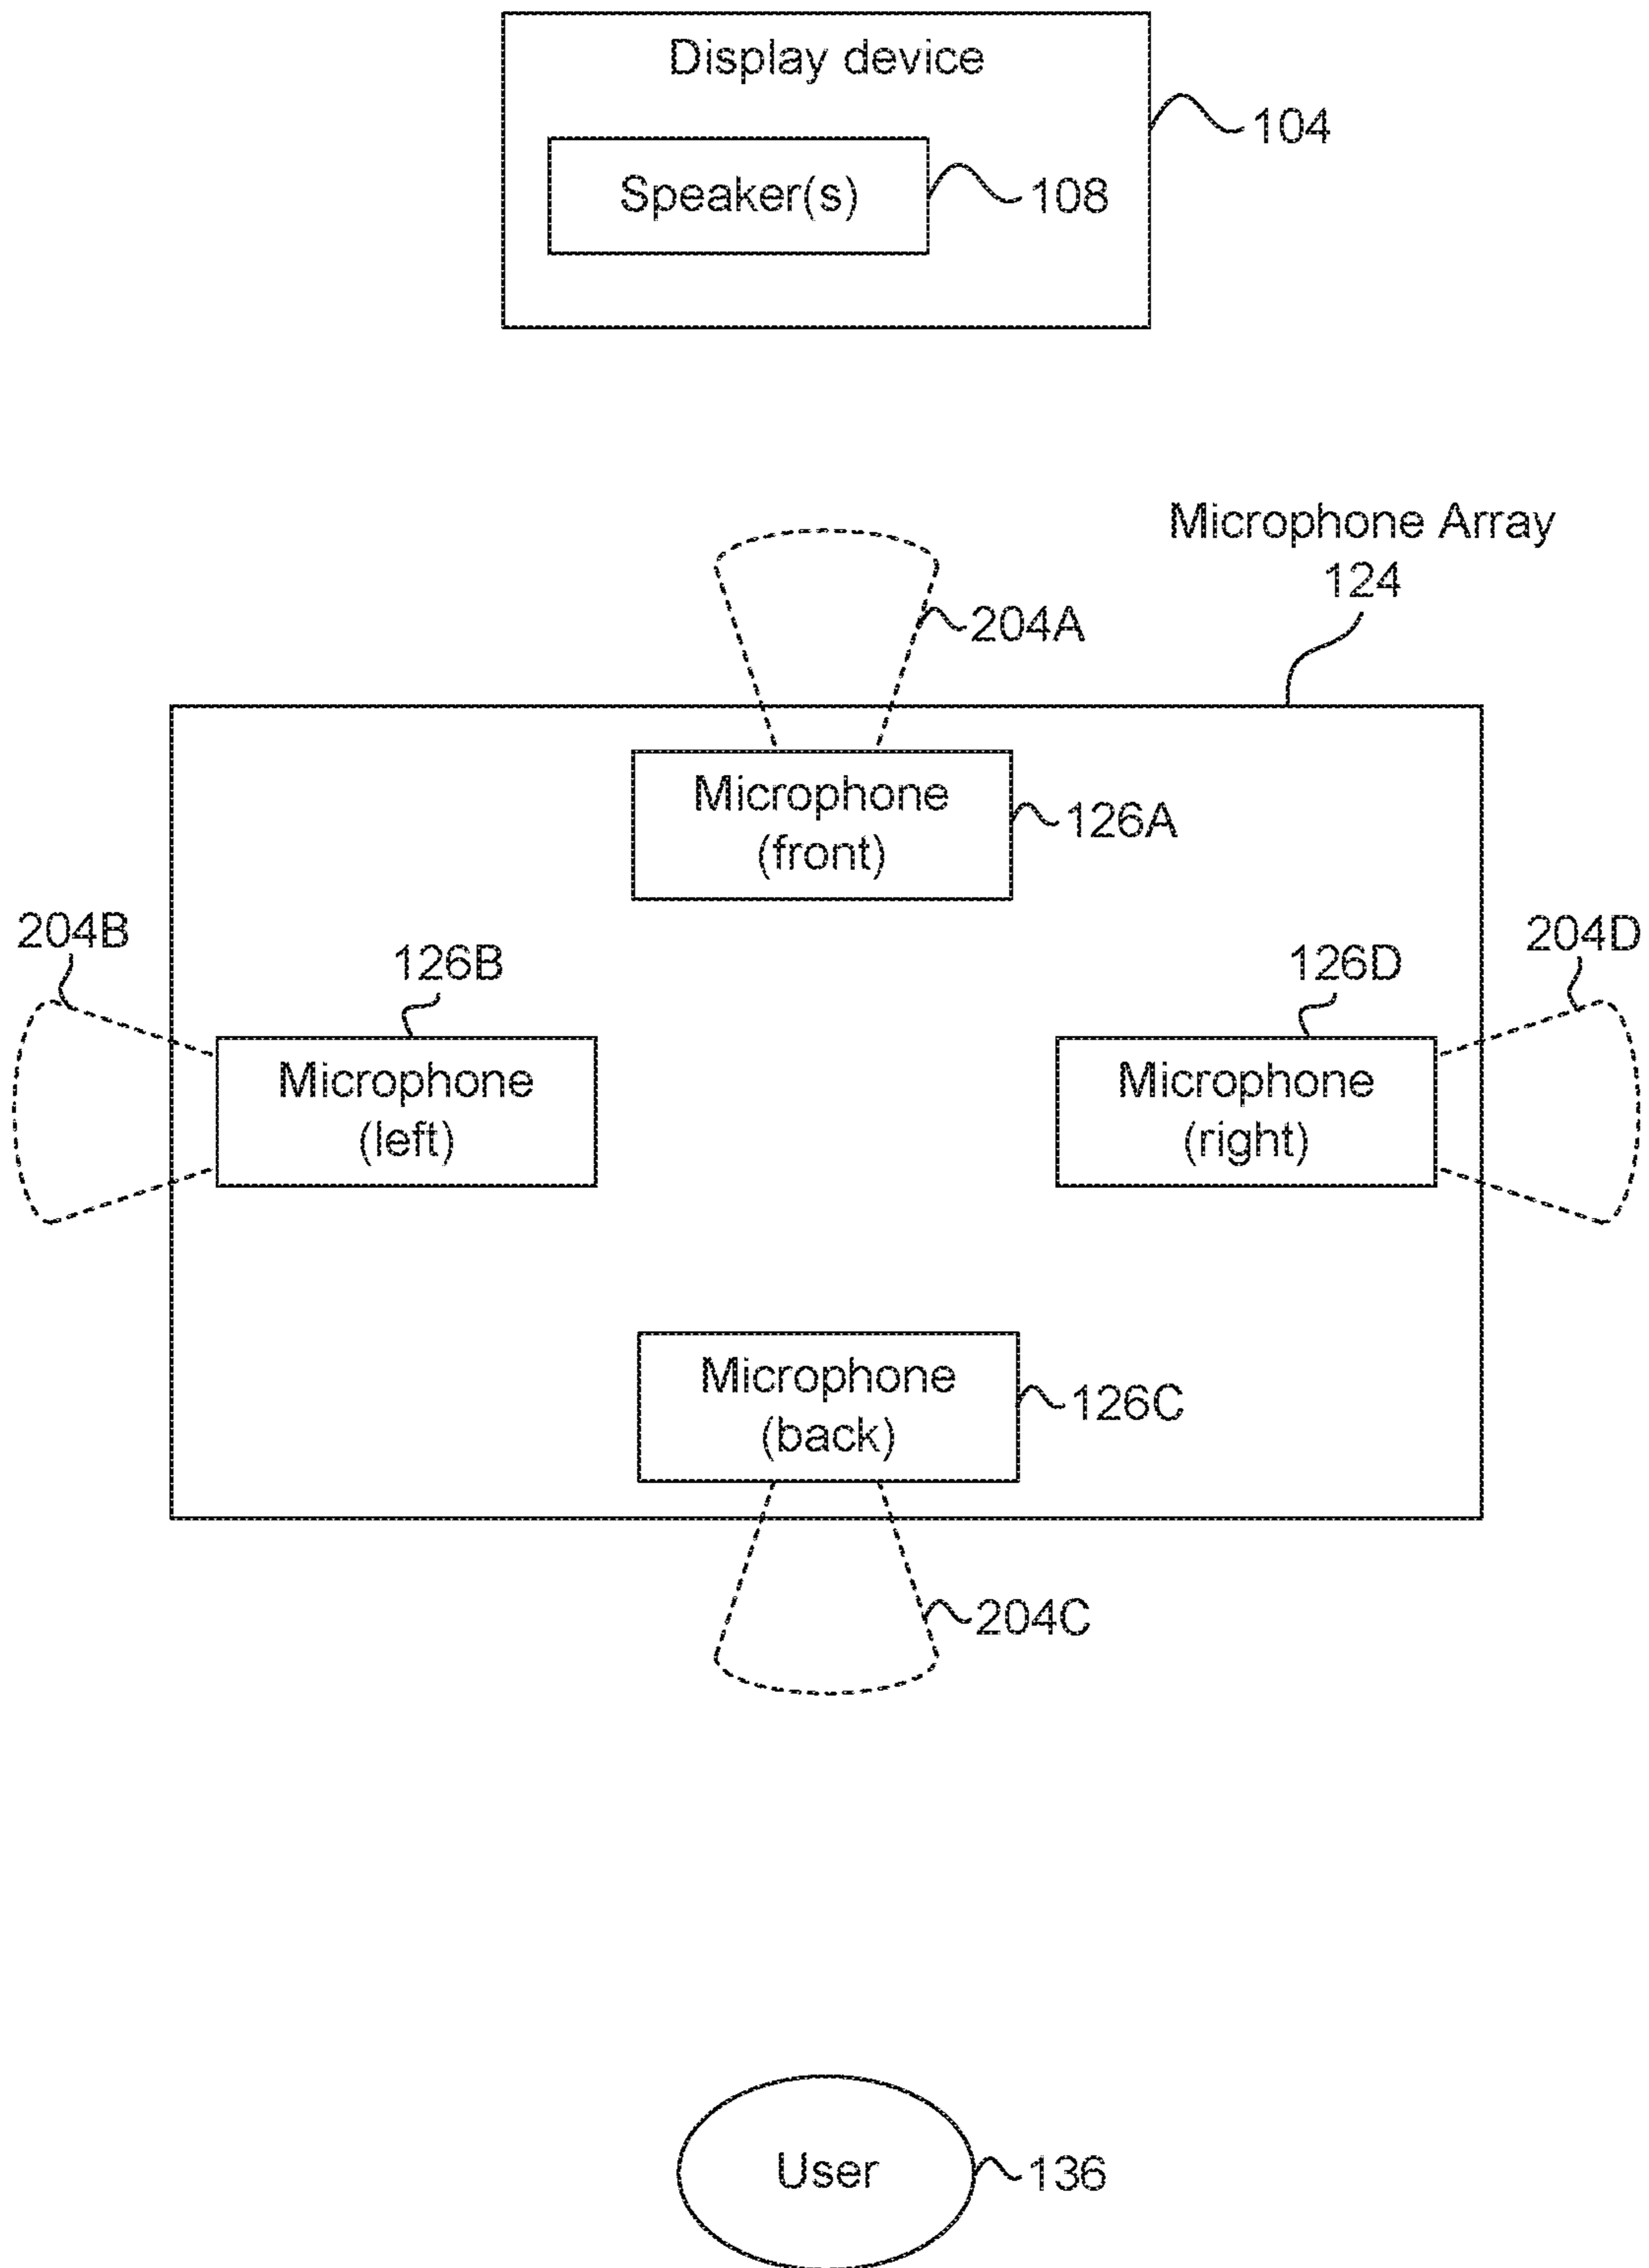 Display device
104
Speaker(s)
108
Microphone Array
124
204A
Microphone
(front)
126A
204B
126B
126D
204D
Microphone
(left)
Microphone
(right)
Microphone
(back)
126C
204C
User
136